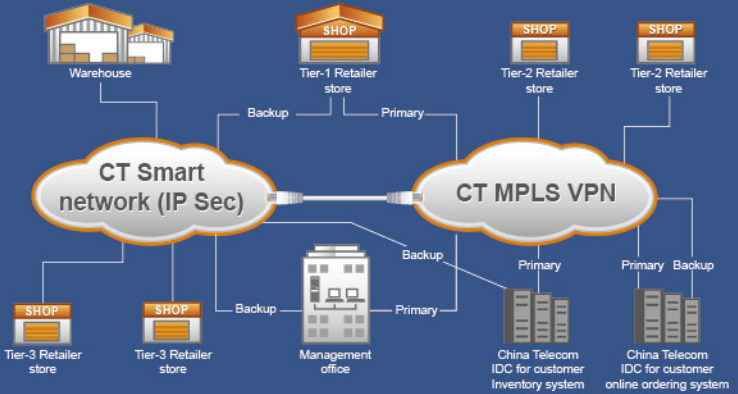 SHOP
SHOP
SHOP
Warehouse
Tier-1 Retailer
store
Tier-2 Retailer
store
Tier-2 Retailer
store
Backup
Primary
CT Smart
network (IP Sec)
CT MPLS VPN
Backup
Primary
Primary
Backup
SHOP
SHOP
Backup
Primary
Tier-3 Retailer
store
Tier-3 Retailer
store
Management
office
China Telecom
IDC for customer
Inventory system
China Telecom
IDC for customer
online ordering system